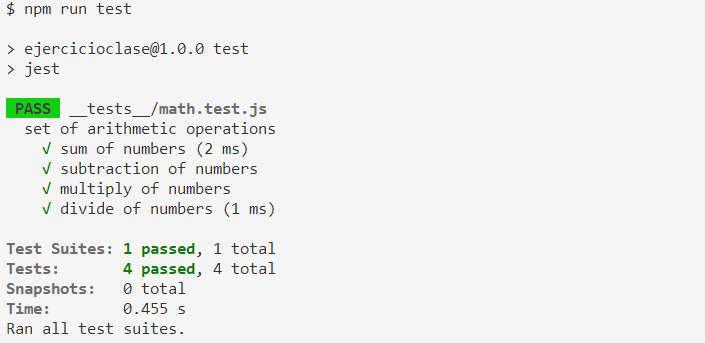 $ npm run test
> ejercicioclase@1.0.0 test
> jest
PASS __tests__/math.test.js
set of arithmetic operations
√ sum of numbers (2 ms)
√ subtraction of numbers
√ multiply of numbers
√ divide of numbers (1 ms)
Test Suites: 1 passed, 1 total
Tests: 4 passed, 4 total
Snapshots: 0 total
Time: 0.455 s
Ran all test suites.